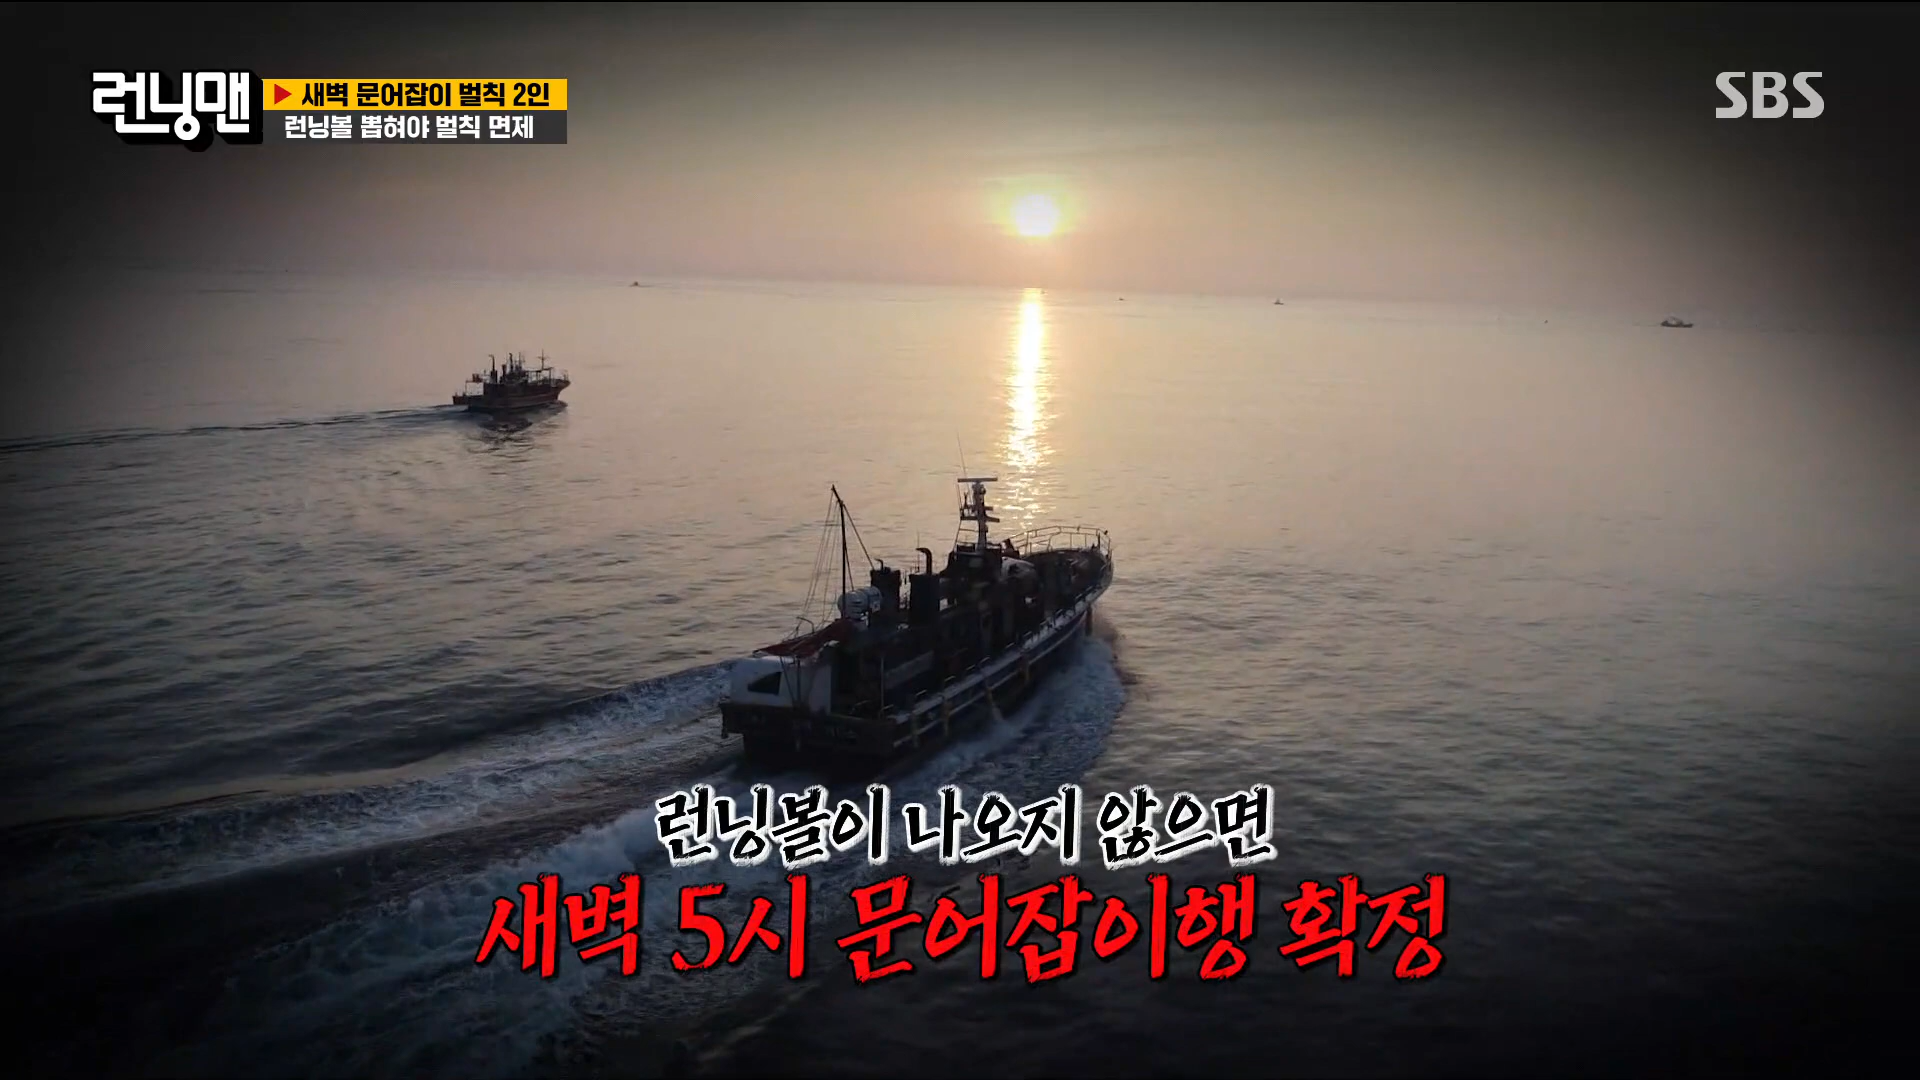 런닝맨
▶ 새벽 문어잡이 벌칙 2인
런닝볼 뽑혀야 벌칙 면제
SBS
런닝볼이 나오지 않으면
새벽 5시 문어잡이행 확정